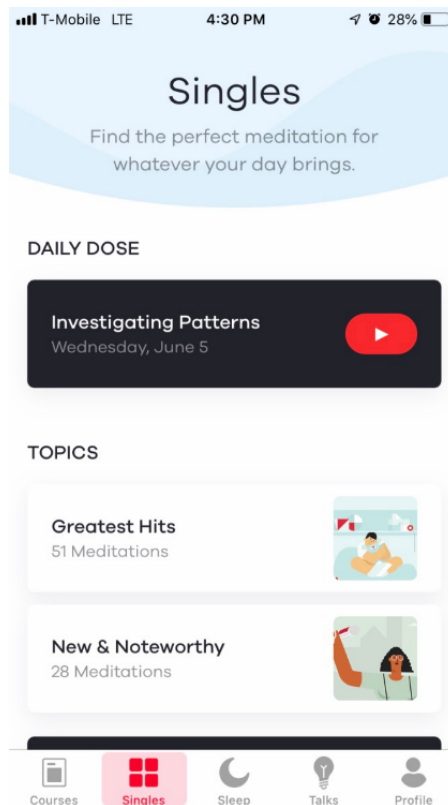 T-Mobile LTE 4:30 PM 28%
Singles
Find the perfect meditation for
whatever your day brings.
DAILY DOSE
Investigating Patterns
Wednesday, June 5
TOPICS
Greatest Hits
51 Meditations
New & Noteworthy
28 Meditations
Courses Singles Sleep Talks Profile